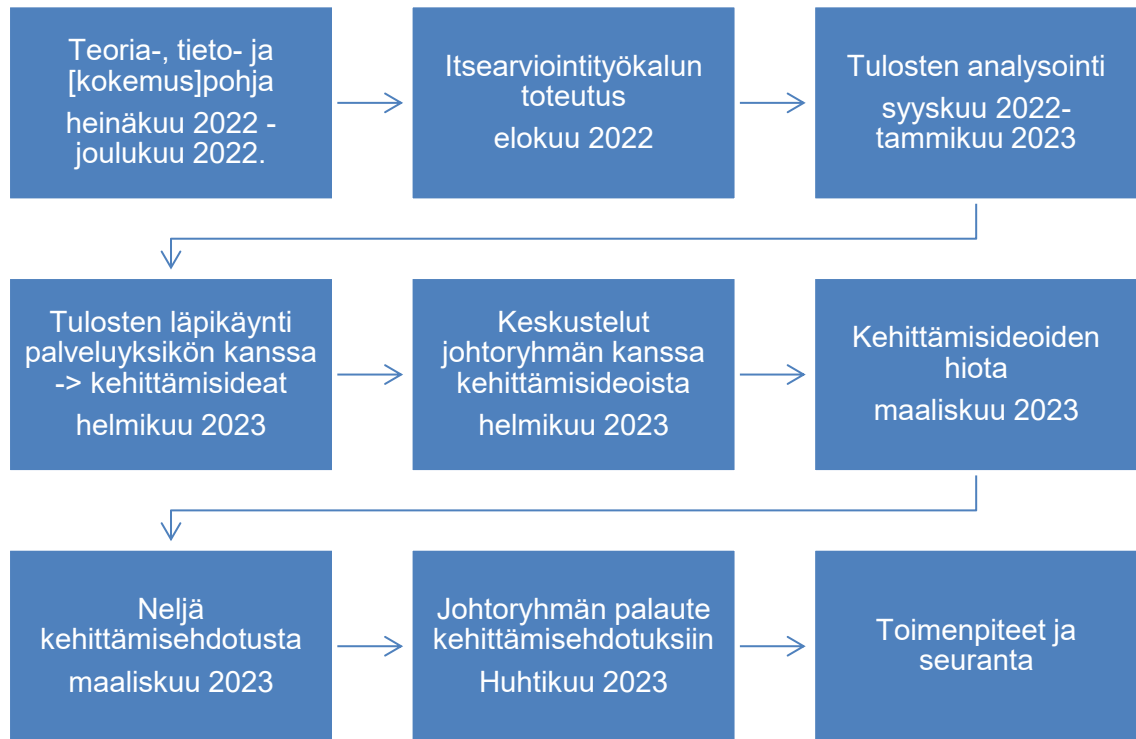 Teoria-, tieto- ja
[kokemus]pohja
heinäkuu 2022 -
joulukuu 2022.
Itsearviointityökalun
toteutus
elokuu 2022
Tulosten analysointi
syyskuu 2022-
tammikuu 2023
Tulosten läpikäynti
palveluyksikön kanssa
-> kehittämisideat
helmikuu 2023
Keskustelut
johtoryhmän kanssa
kehittämisideoista
helmikuu 2023
Kehittämisideoiden
hiota
maaliskuu 2023
Neljä
kehittämisehdotusta
maaliskuu 2023
Johtoryhmän palaute
kehittämisehdotuksiin
Huhtikuu 2023
Toimenpiteet ja
seuranta